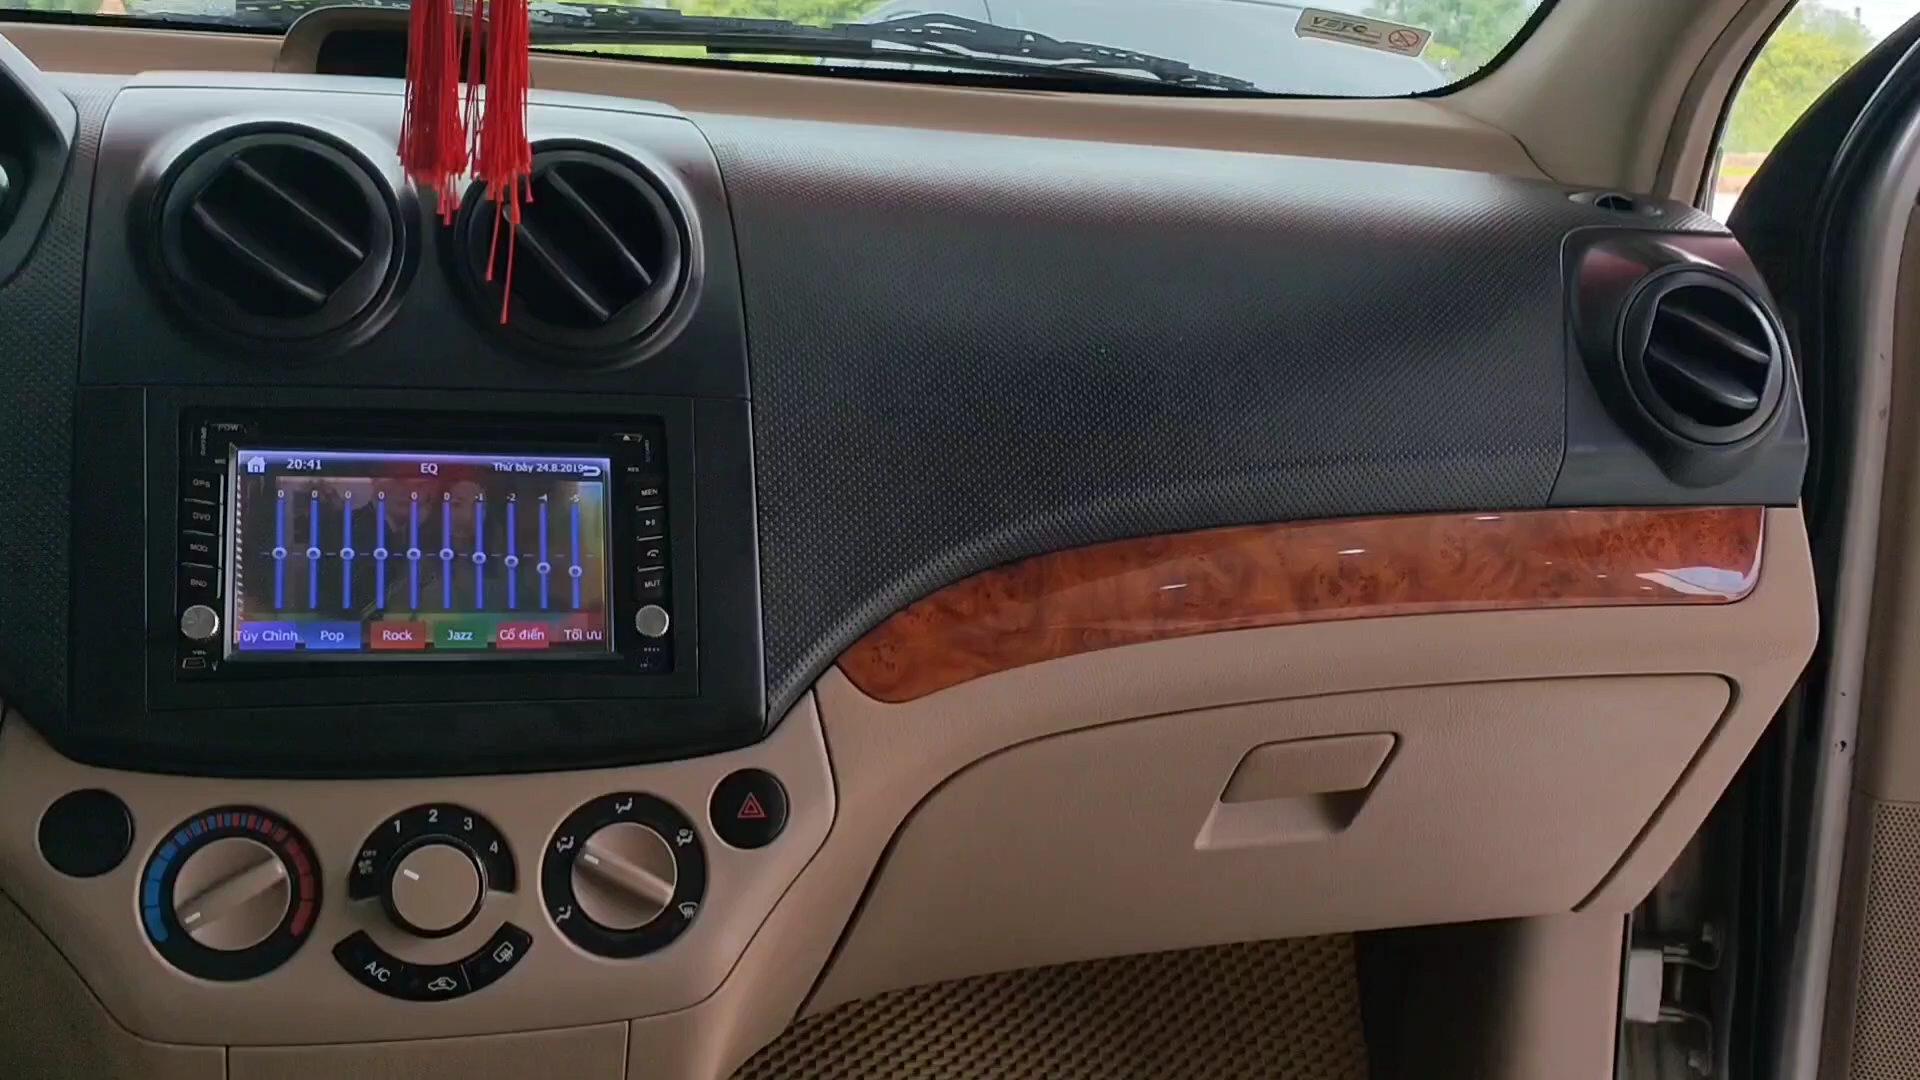 VETC
POW
20:41
EQ
Thứ bảy 24.8.2019
GPS
DVD
MOD
BND
VOL
MEN
MUT
0 0 0 0 0 0 -1 -2 -4 -5
Tùy Chỉnh Pop Rock Jazz Cổ điển Tối ưu
OFF 1 2 3 4
A/C